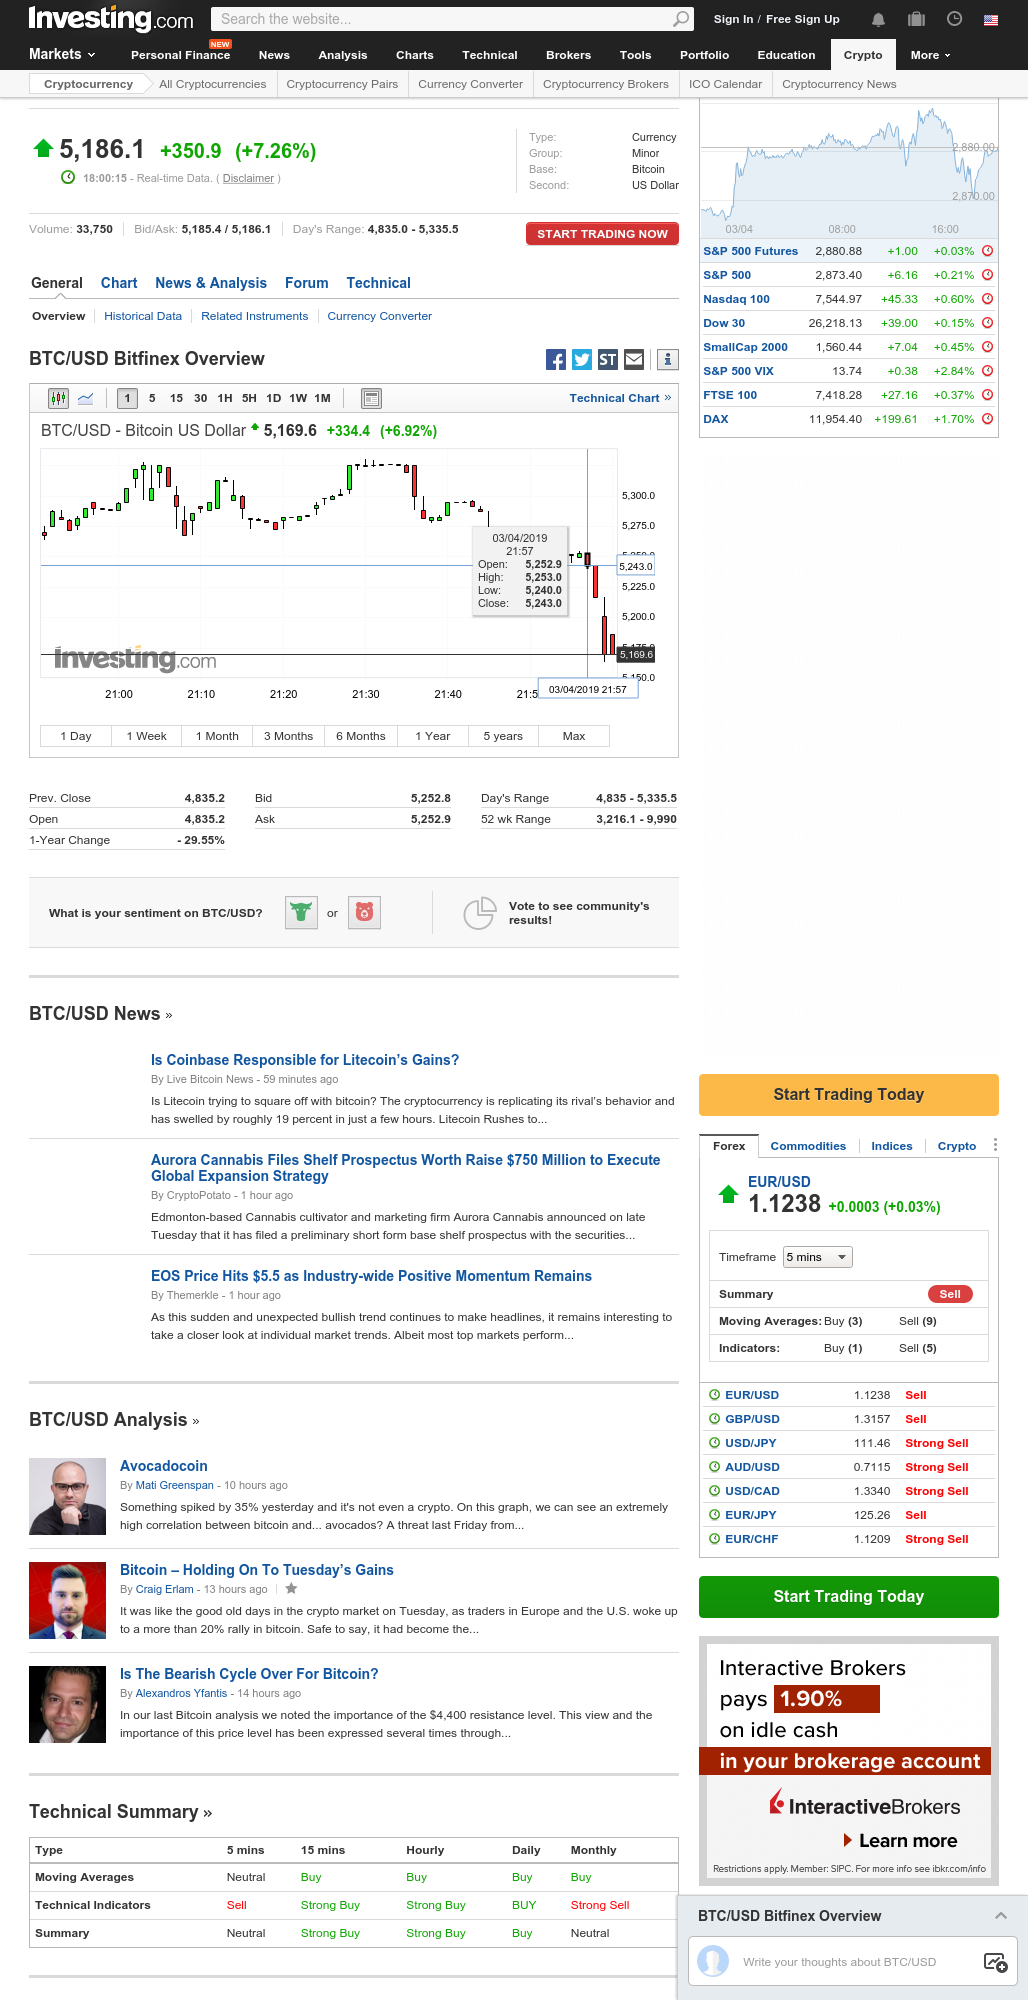 Investing.com
Search the website...
Sign In / Free Sign Up
Markets
Personal Finance
NEW
News
Analysis
Charts
Technical
Brokers
Tools
Portfolio
Education
Crypto
More
Cryptocurrency
All Cryptocurrencies
Cryptocurrency Pairs
Currency Converter
Cryptocurrency Brokers
ICO Calendar
Cryptocurrency News
5,186.1 +350.9 (+7.26%)
18:00:15 - Real-time Data. ( Disclaimer )
Type: Currency
Group: Minor
Base: Bitcoin
Second: US Dollar
Volume: 33,750
Bid/Ask: 5,185.4 / 5,186.1
Day's Range: 4,835.0 - 5,335.5
START TRADING NOW
General Chart News & Analysis Forum Technical
Overview Historical Data Related Instruments Currency Converter
BTC/USD Bitfinex Overview
ST
1 5 15 30 1H 5H 1D 1W 1M
Technical Chart »
BTC/USD - Bitcoin US Dollar 5,169.6 +334.4 (+6.92%)
5,300.0
5,275.0
5,243.0
5,225.0
5,200.0
5,169.6
5,150.0
03/04/2019
21:57
Open: 5,252.9
High: 5,253.0
Low: 5,240.0
Close: 5,243.0
Investing.com
21:00 21:10 21:20 21:30 21:40 21:5
03/04/2019 21:57
1 Day 1 Week 1 Month 3 Months 6 Months 1 Year 5 years Max
Prev. Close 4,835.2
Bid 5,252.8
Day's Range 4,835 - 5,335.5
Open 4,835.2
Ask 5,252.9
52 wk Range 3,216.1 - 9,990
1-Year Change - 29.55%
What is your sentiment on BTC/USD?
or
Vote to see community's
results!
BTC/USD News »
Is Coinbase Responsible for Litecoin's Gains?
By Live Bitcoin News - 59 minutes ago
Is Litecoin trying to square off with bitcoin? The cryptocurrency is replicating its rival's behavior and
has swelled by roughly 19 percent in just a few hours. Litecoin Rushes to...
Aurora Cannabis Files Shelf Prospectus Worth Raise $750 Million to Execute
Global Expansion Strategy
By CryptoPotato - 1 hour ago
Edmonton-based Cannabis cultivator and marketing firm Aurora Cannabis announced on late
Tuesday that it has filed a preliminary short form base shelf prospectus with the securities...
EOS Price Hits $5.5 as Industry-wide Positive Momentum Remains
By Themerkle - 1 hour ago
As this sudden and unexpected bullish trend continues to make headlines, it remains interesting to
take a closer look at individual market trends. Albeit most top markets perform...
BTC/USD Analysis »
Avocadocoin
By Mati Greenspan - 10 hours ago
Something spiked by 35% yesterday and it's not even a crypto. On this graph, we can see an extremely
high correlation between bitcoin and... avocados? A threat last Friday from...
Bitcoin – Holding On To Tuesday's Gains
By Craig Erlam - 13 hours ago
It was like the good old days in the crypto market on Tuesday, as traders in Europe and the U.S. woke up
to a more than 20% rally in bitcoin. Safe to say, it had become the...
Is The Bearish Cycle Over For Bitcoin?
By Alexandros Yfantis - 14 hours ago
In our last Bitcoin analysis we noted the importance of the $4,400 resistance level. This view and the
importance of this price level has been expressed several times through...
Technical Summary »
Type 5 mins 15 mins Hourly Daily Monthly
Moving Averages Neutral Buy Buy Buy Buy
Technical Indicators Sell Strong Buy Strong Buy BUY Strong Sell
Summary Neutral Strong Buy Strong Buy Buy Neutral
2,880.00
2,870.00
03/04 08:00 16:00
S&P 500 Futures 2,880.88 +1.00 +0.03%
S&P 500 2,873.40 +6.16 +0.21%
Nasdaq 100 7,544.97 +45.33 +0.60%
Dow 30 26,218.13 +39.00 +0.15%
SmallCap 2000 1,560.44 +7.04 +0.45%
S&P 500 VIX 13.74 +0.38 +2.84%
FTSE 100 7,418.28 +27.16 +0.37%
DAX 11,954.40 +199.61 +1.70%
Start Trading Today
Forex Commodities Indices Crypto
EUR/USD
1.1238 +0.0003 (+0.03%)
Timeframe 5 mins
Summary Sell
Moving Averages: Buy (3) Sell (9)
Indicators: Buy (1) Sell (5)
EUR/USD 1.1238 Sell
GBP/USD 1.3157 Sell
USD/JPY 111.46 Strong Sell
AUD/USD 0.7115 Strong Sell
USD/CAD 1.3340 Strong Sell
EUR/JPY 125.26 Sell
EUR/CHF 1.1209 Strong Sell
Start Trading Today
Interactive Brokers
pays 1.90%
on idle cash
in your brokerage account
InteractiveBrokers
Learn more
Restrictions apply. Member: SIPC. For more info see ibkr.com/info
BTC/USD Bitfinex Overview
Write your thoughts about BTC/USD